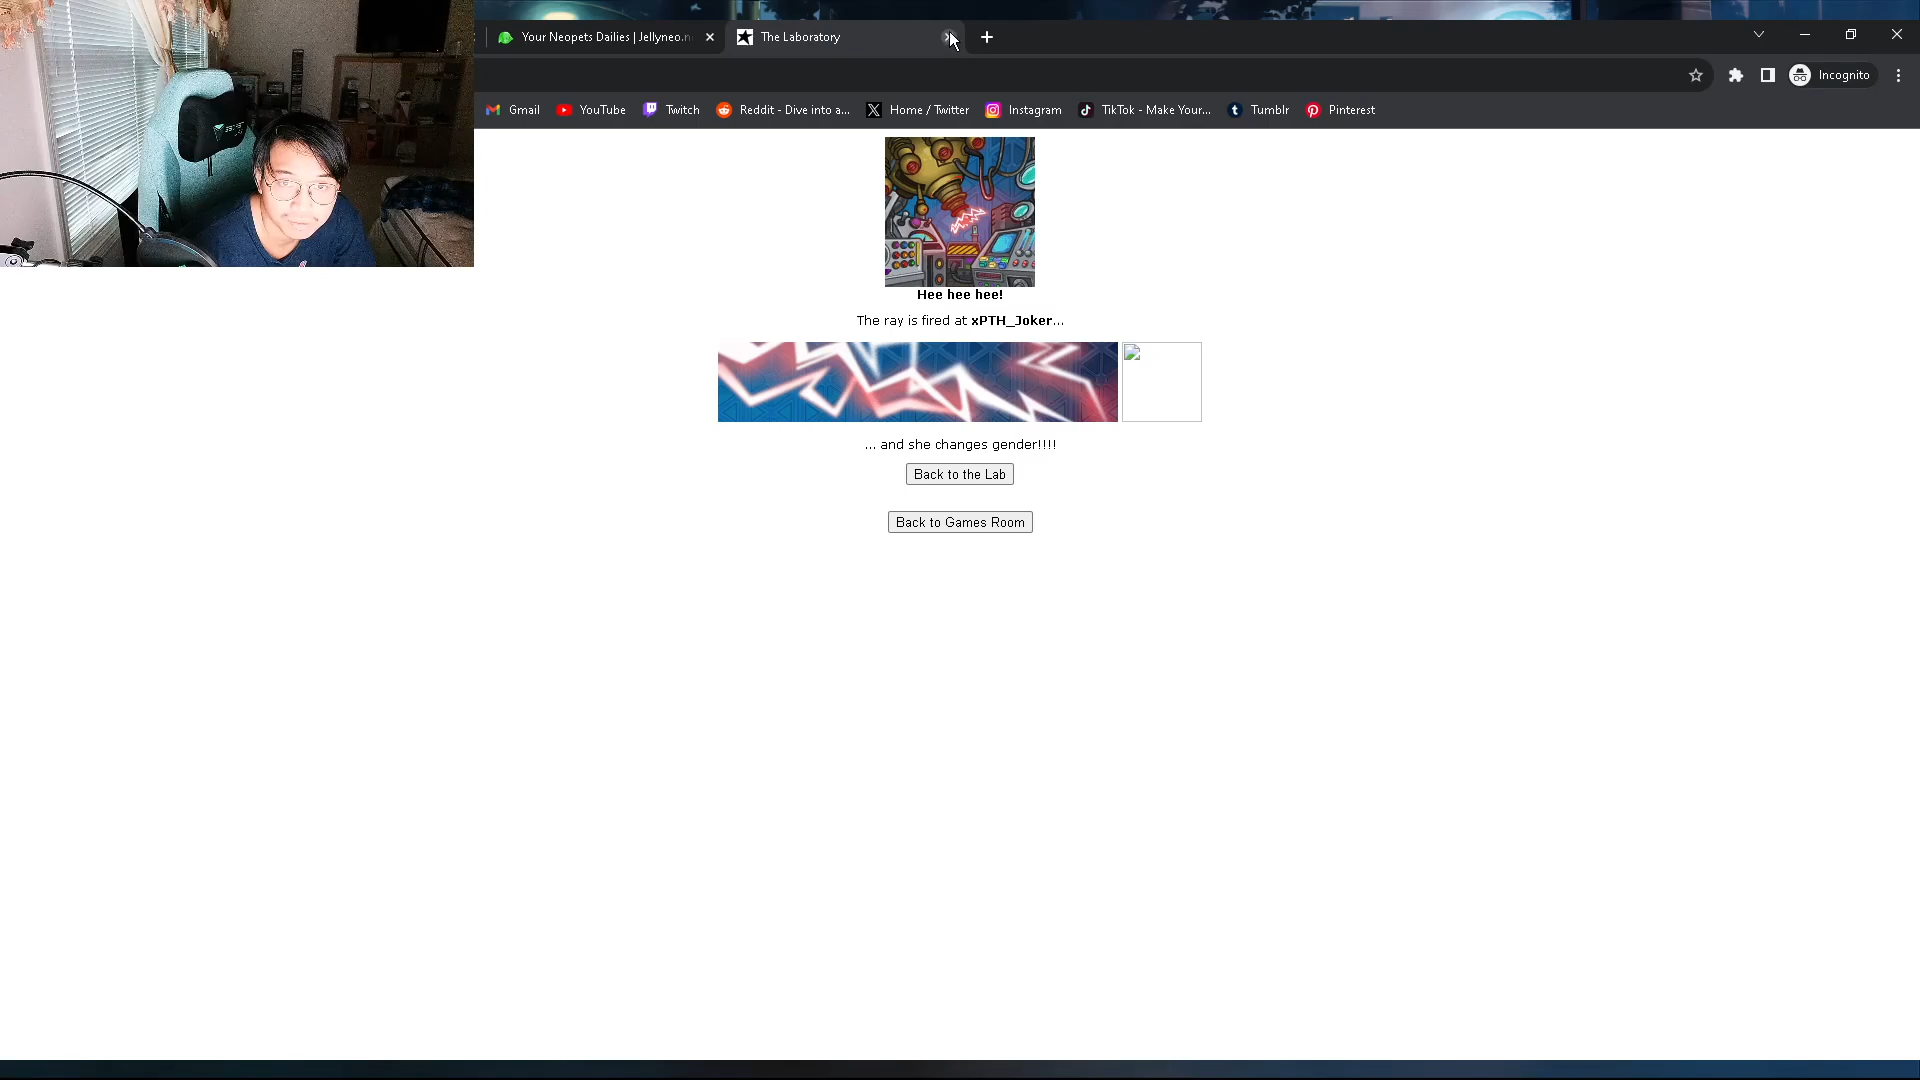 Your Neopets Dailies | Jellyneo.n
The Laboratory
Incognito
Gmail
YouTube
Twitch
Reddit - Dive into a...
Home / Twitter
Instagram
TikTok - Make Your...
Tumblr
Pinterest
Hee hee hee!
The ray is fired at xPTH_Joker...
... and she changes gender!!!!
Back to the Lab
Back to Games Room